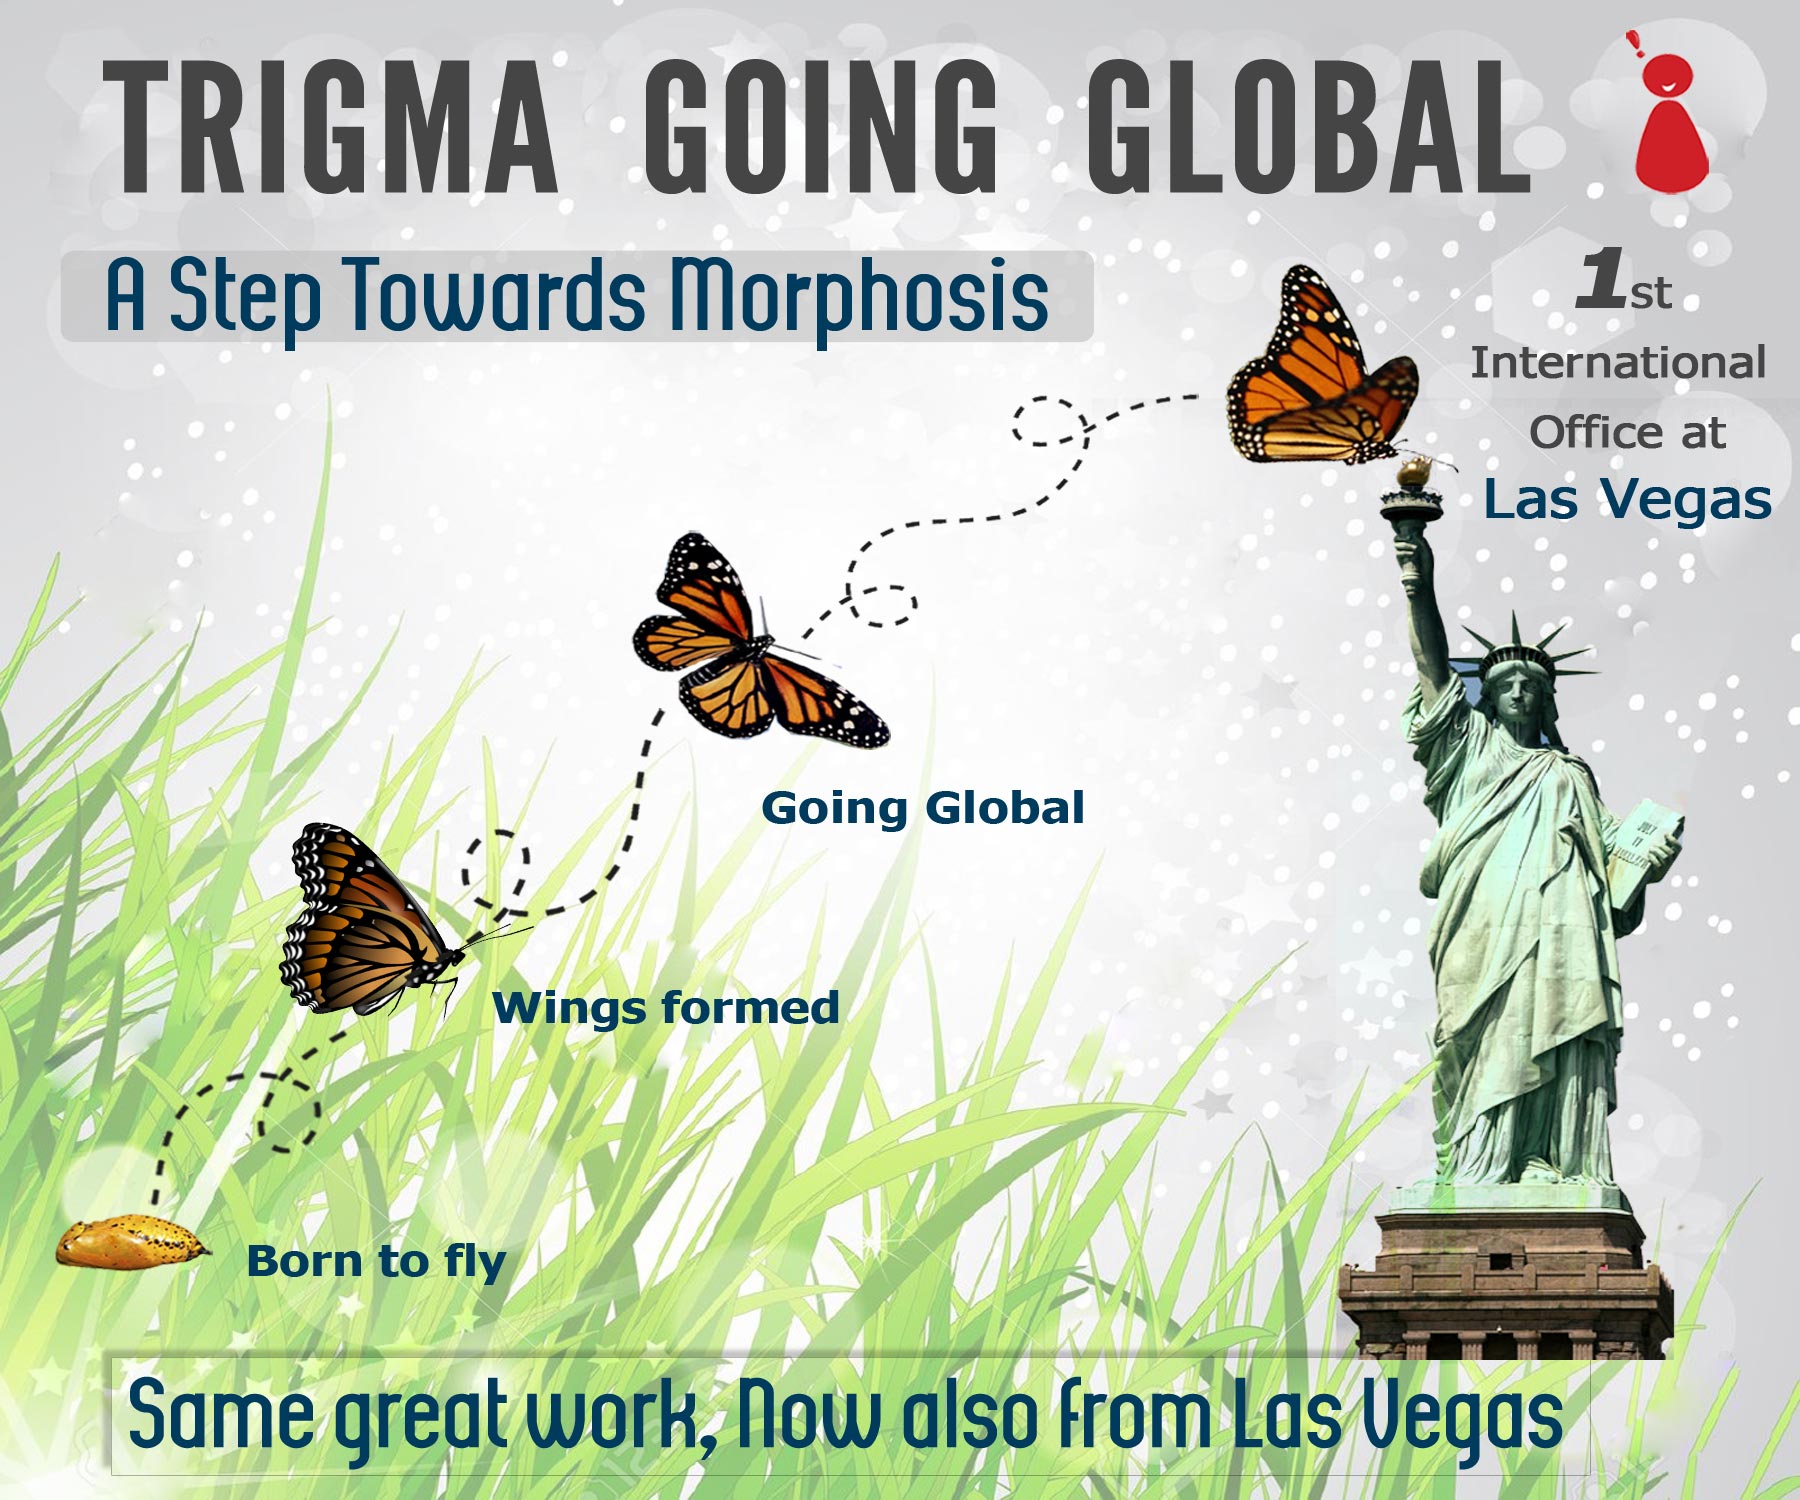 TRIGMA GOING GLOBAL
A Step Towards Morphosis
1st
International
Office at
Las Vegas
Going Global
Wings formed
Born to fly
Same great work, Now also from Las Vegas